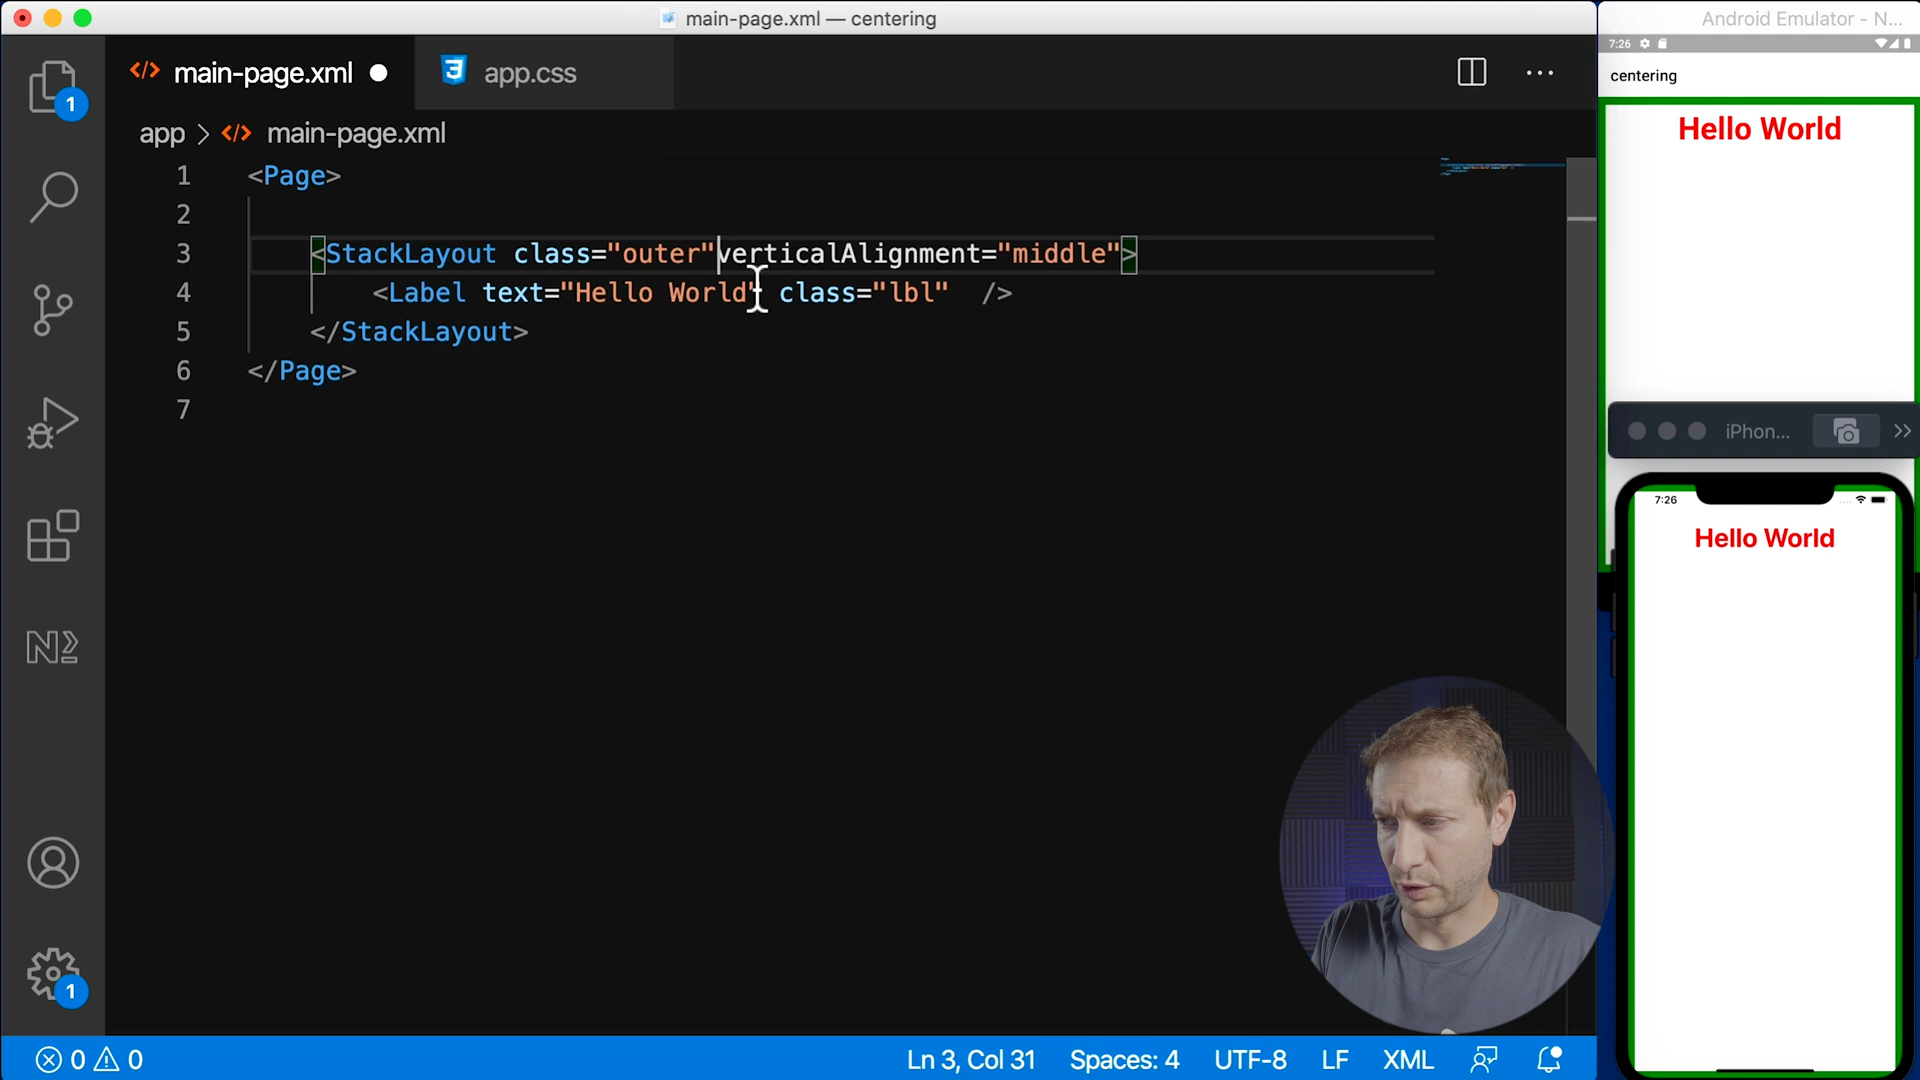 main-page.xml — centering
main-page.xml
app.css
app > main-page.xml
1 <Page>
2
3 <StackLayout class="outer"verticalAlignment="middle">
4 <Label text="Hello World" class="lbl" />
5 </StackLayout>
6 </Page>
7
1
N
1
0 0
Ln 3, Col 31
Spaces: 4
UTF-8
LF
XML
Android Emulator - N...
7:26
centering
Hello World
iPhon...
7:26
Hello World